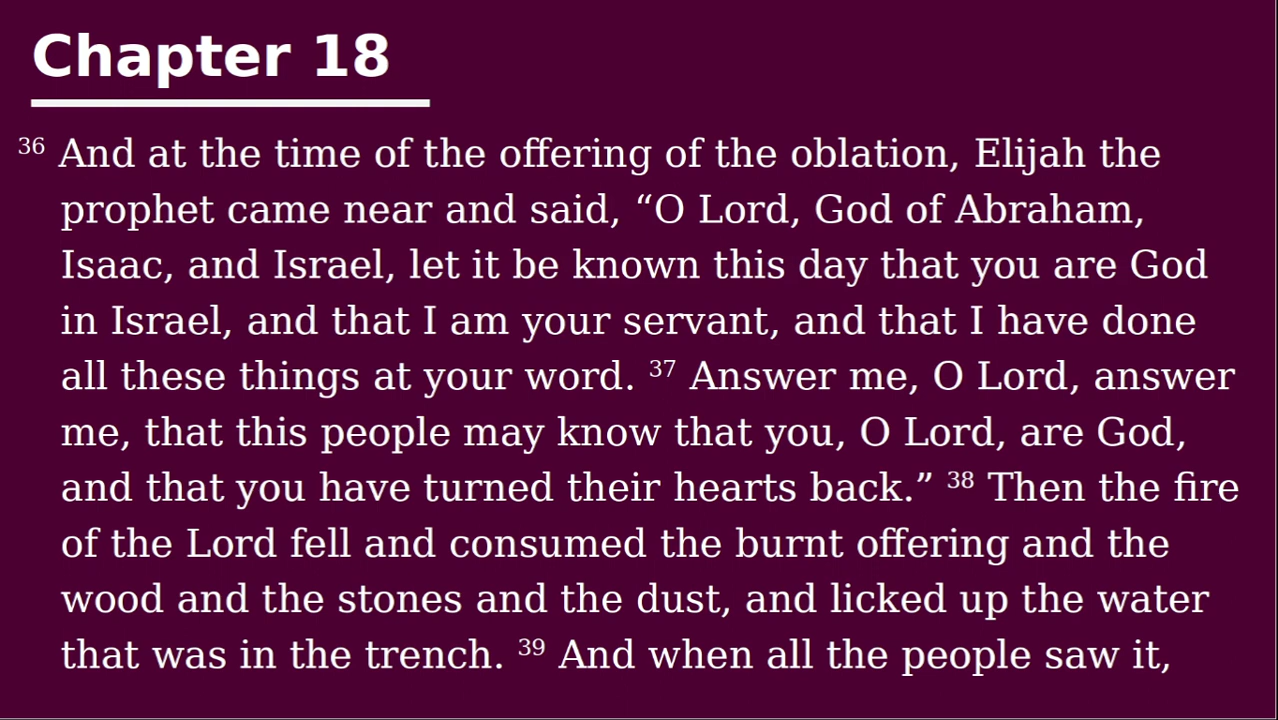 Chapter 18
36 And at the time of the offering of the oblation, Elijah the
prophet came near and said, “O Lord, God of Abraham,
Isaac, and Israel, let it be known this day that you are God
in Israel, and that I am your servant, and that I have done
all these things at your word. 37 Answer me, O Lord, answer
me, that this people may know that you, O Lord, are God,
and that you have turned their hearts back.” 38 Then the fire
of the Lord fell and consumed the burnt offering and the
wood and the stones and the dust, and licked up the water
that was in the trench. 39 And when all the people saw it,